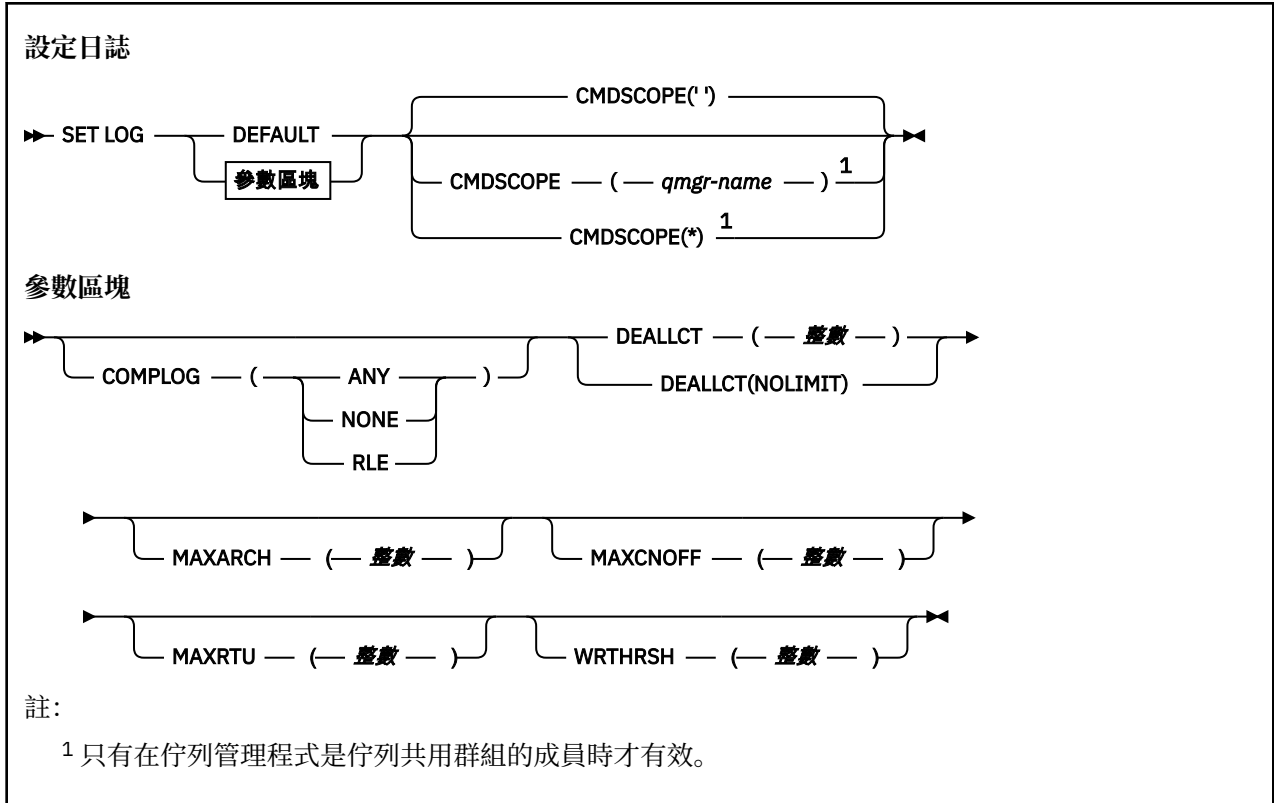 設定日誌
CMDSCOPE(' ')
SET LOG DEFAULT
參數區塊
CMDSCOPE ( qmgr-name ) 1
CMDSCOPE(*) 1
參數區塊
DEALLCT ( 整數 )
COMPLOG ( ANY ) DEALLCT(NOLIMIT)
NONE
RLE
MAXARCH ( 整數 ) MAXCNOFF ( 整數 )
MAXRTU ( 整數 ) WRTHRSH ( 整數 )
註：
1 只有在佇列管理程式是佇列共用群組的成員時才有效。